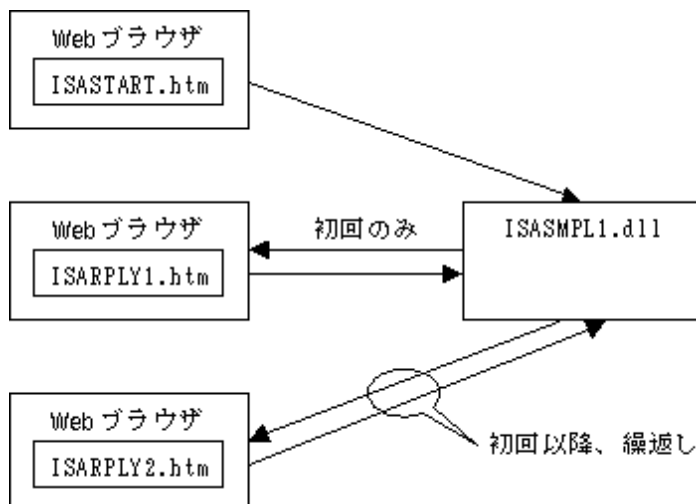 Webブラウザ
ISASTART.htm
Webブラウザ
ISARPLY1.htm
初回のみ
ISASMPL1.dll
Webブラウザ
ISARPLY2.htm
初回以降、繰返し